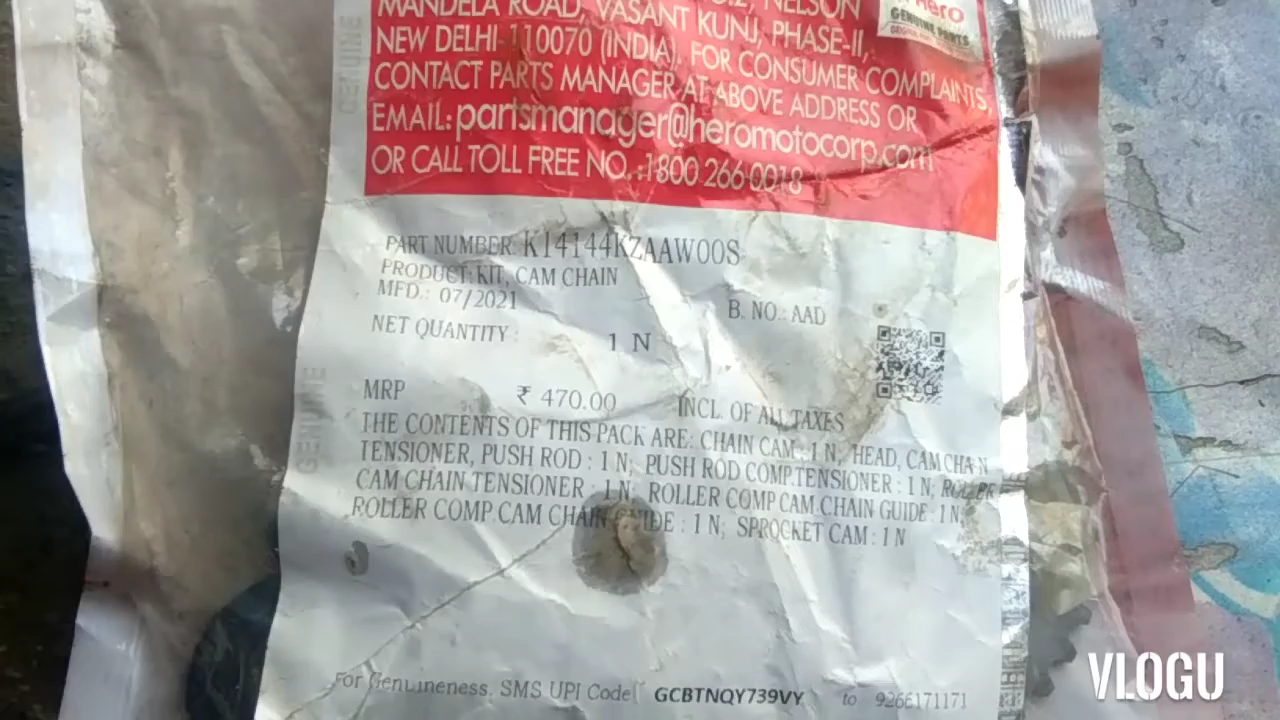 MANDELA ROAD, VASANT KUNJ, PHASE-II,
NEW DELHI-110070 (INDIA). FOR CONSUMER COMPLAINTS,
CONTACT PARTS MANAGER AT ABOVE ADDRESS OR
EMAIL: partsmanager@heromotocorp.com
OR CALL TOLL FREE NO. :1800 266 0018
Hero
GENUINE PARTS
PART NUMBER: K14144KZAAW00S
PRODUCT: KIT, CAM CHAIN
MFD.: 07/2021
B. NO.: AAD
NET QUANTITY : 1 N
MRP ₹ 470.00 INCL. OF ALL TAXES
THE CONTENTS OF THIS PACK ARE: CHAIN CAM : 1 N, HEAD, CAM CHAIN
TENSIONER, PUSH ROD : 1 N, PUSH ROD COMP.TENSIONER : 1 N, ROLLER
CAM CHAIN TENSIONER : 1 N, ROLLER COMP CAM CHAIN GUIDE : 1 N,
ROLLER COMP CAM CHAIN GUIDE : 1 N, SPROCKET CAM : 1 N
For Genuineness, SMS UPI Code( GCBTNQY739VY to 9266171171
GENUINE
GENUINE
VLOGU